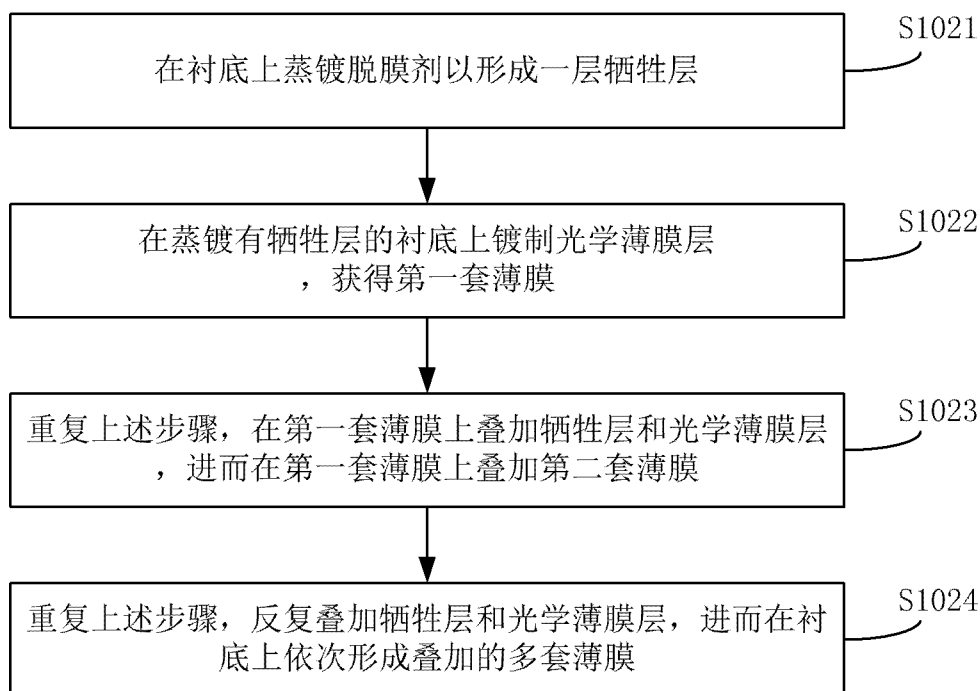 S1021
在衬底上蒸镀脱膜剂以形成一层牺牲层
S1022
在蒸镀有牺牲层的衬底上镀制光学薄膜层
，获得第一套薄膜
S1023
重复上述步骤，在第一套薄膜上叠加牺牲层和光学薄膜层
，进而在第一套薄膜上叠加第二套薄膜
S1024
重复上述步骤，反复叠加牺牲层和光学薄膜层，进而在衬
底上依次形成叠加的多套薄膜